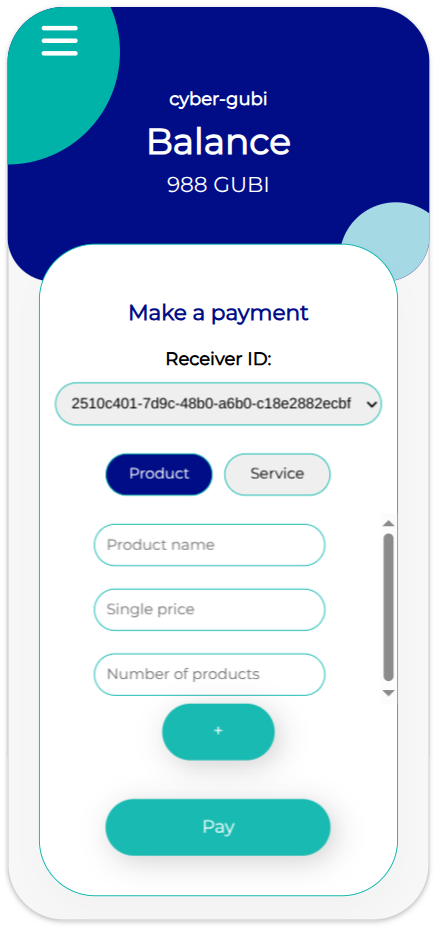 cyber-gubi
Balance
988 GUBI
Make a payment
Receiver ID:
2510c401-7d9c-48b0-a6b0-c18e2882ecbf
Product Service
Product name
Single price
Number of products
+
Pay